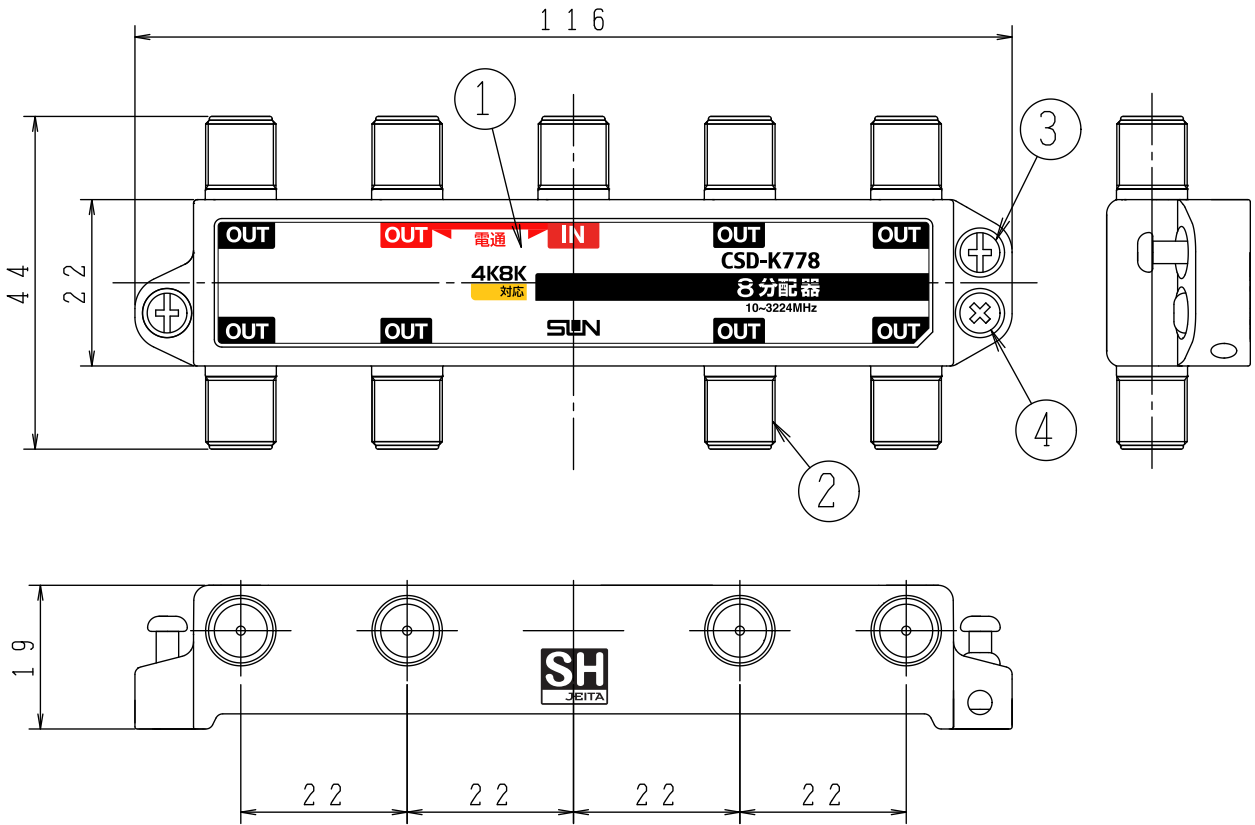 116
1
3
OUT OUT 電通 IN OUT OUT
CSD-K778
4K8K
対応
8分配器
10~3224MHz
OUT OUT SUN OUT OUT
44
22
4
2
19
SH
JEITA
22 22 22 22